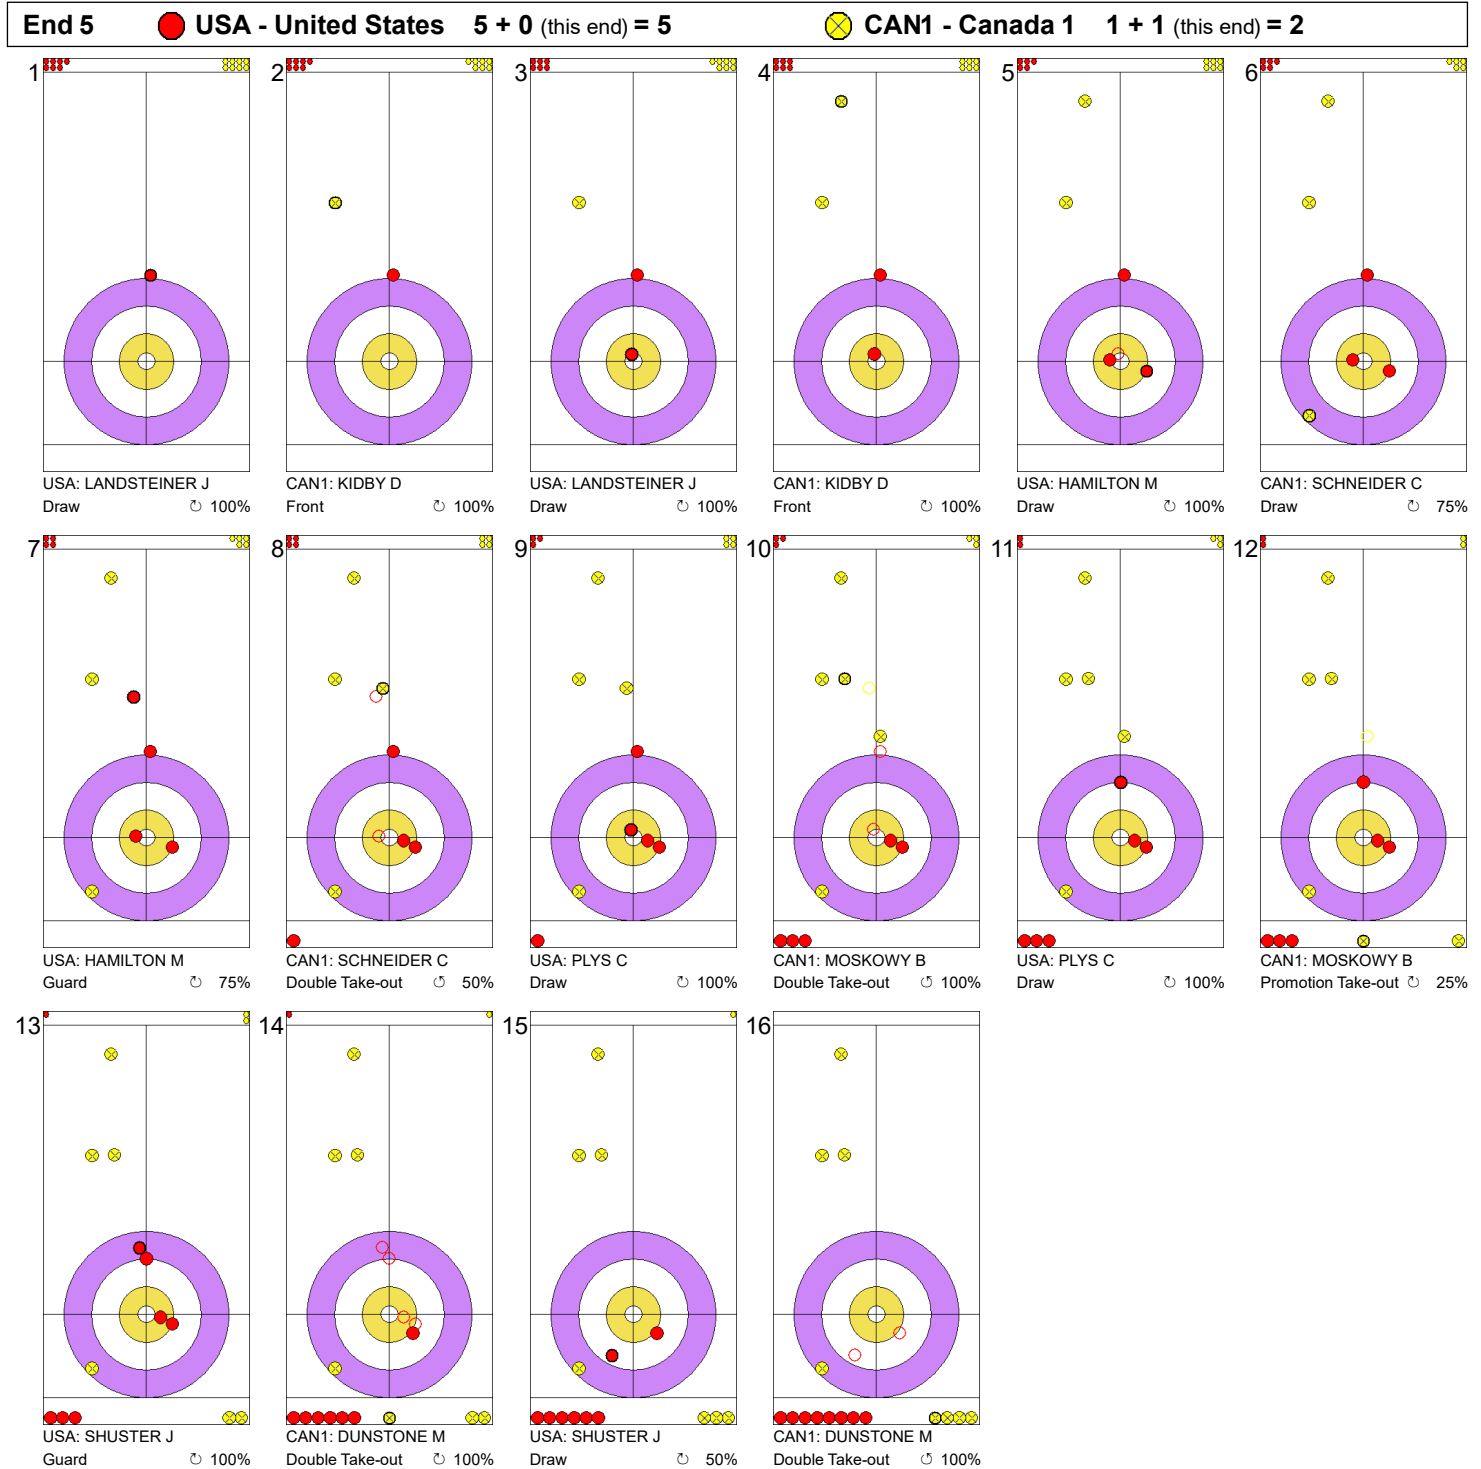 End 5 USA - United States 5 + 0 (this end) = 5 CAN1 - Canada 1 1 + 1 (this end) = 2
1 2 3 4 5 6
USA: LANDSTEINER J CAN1: KIDBY D USA: LANDSTEINER J CAN1: KIDBY D USA: HAMILTON M CAN1: SCHNEIDER C
Draw ↻ 100% Front ↻ 100% Draw ↻ 100% Front ↻ 100% Draw ↻ 100% Draw ↻ 75%
7 8 9 10 11 12
USA: HAMILTON M CAN1: SCHNEIDER C USA: PLYS C CAN1: MOSKOWY B USA: PLYS C CAN1: MOSKOWY B
Guard ↻ 75% Double Take-out ↺ 50% Draw ↻ 100% Double Take-out ↺ 100% Draw ↻ 100% Promotion Take-out ↻ 25%
13 14 15 16
USA: SHUSTER J CAN1: DUNSTONE M USA: SHUSTER J CAN1: DUNSTONE M
Guard ↻ 100% Double Take-out ↻ 100% Draw ↻ 50% Double Take-out ↻ 100%